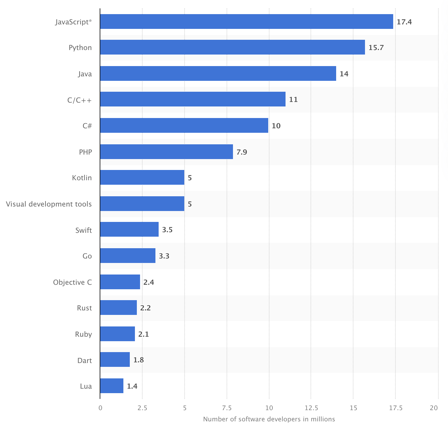 JavaScript* 17.4
Python 15.7
Java 14
C/C++ 11
C# 10
PHP 7.9
Kotlin 5
Visual development tools 5
Swift 3.5
Go 3.3
Objective C 2.4
Rust 2.2
Ruby 2.1
Dart 1.8
Lua 1.4
0 2.5 5 7.5 10 12.5 15 17.5 20
Number of software developers in millions